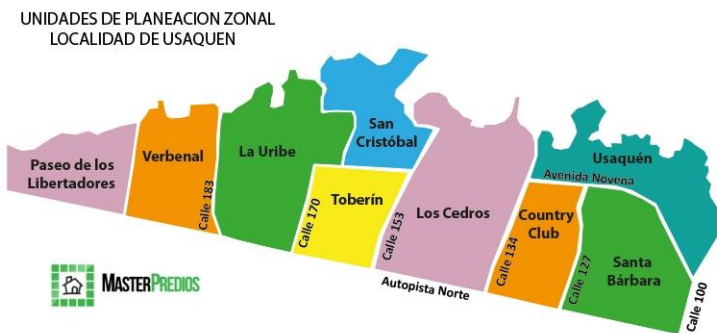 UNIDADES DE PLANEACION ZONAL
LOCALIDAD DE USAQUEN
Paseo de los
Libertadores
Verbenal
Calle 183
La Uribe
San
Cristóbal
Calle 170
Toberín
Calle 153
Los Cedros
Usaquén
Avenida Novena
Calle 134
Country
Club
Calle 127
Santa
Bárbara
Calle 100
Autopista Norte
MASTERPREDIOS